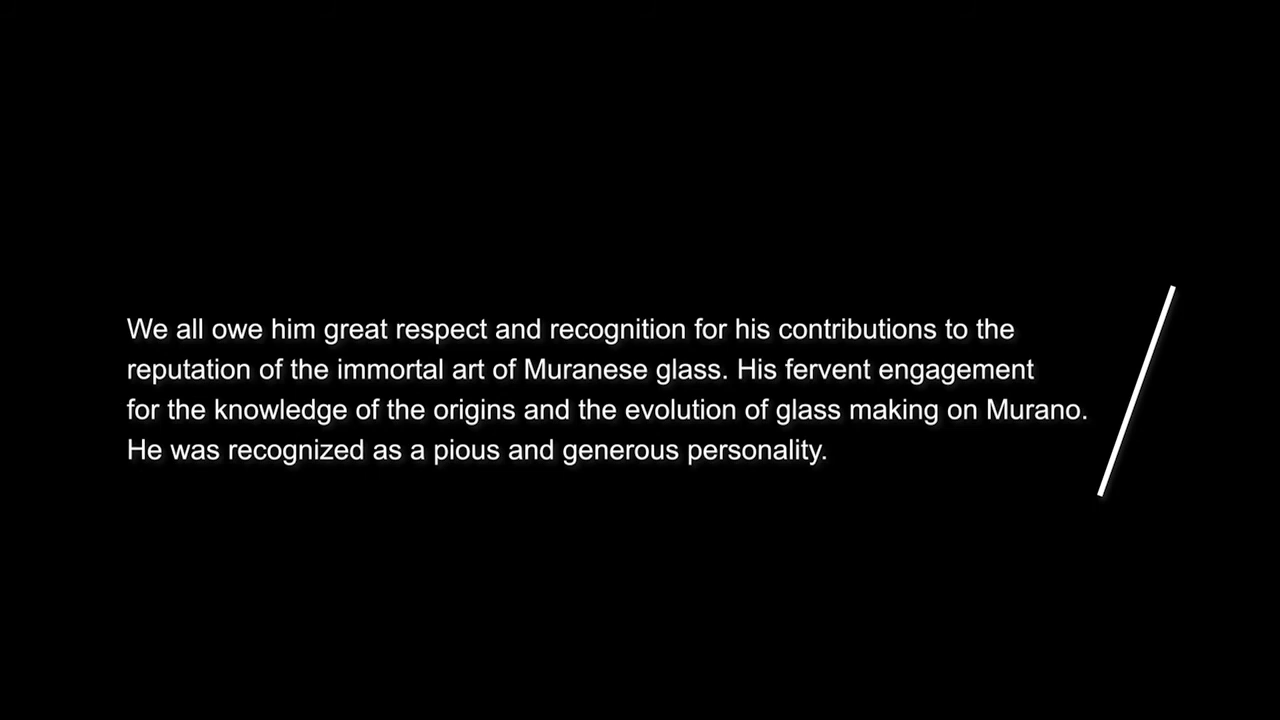 We all owe him great respect and recognition for his contributions to the
reputation of the immortal art of Muranese glass. His fervent engagement
for the knowledge of the origins and the evolution of glass making on Murano.
He was recognized as a pious and generous personality.